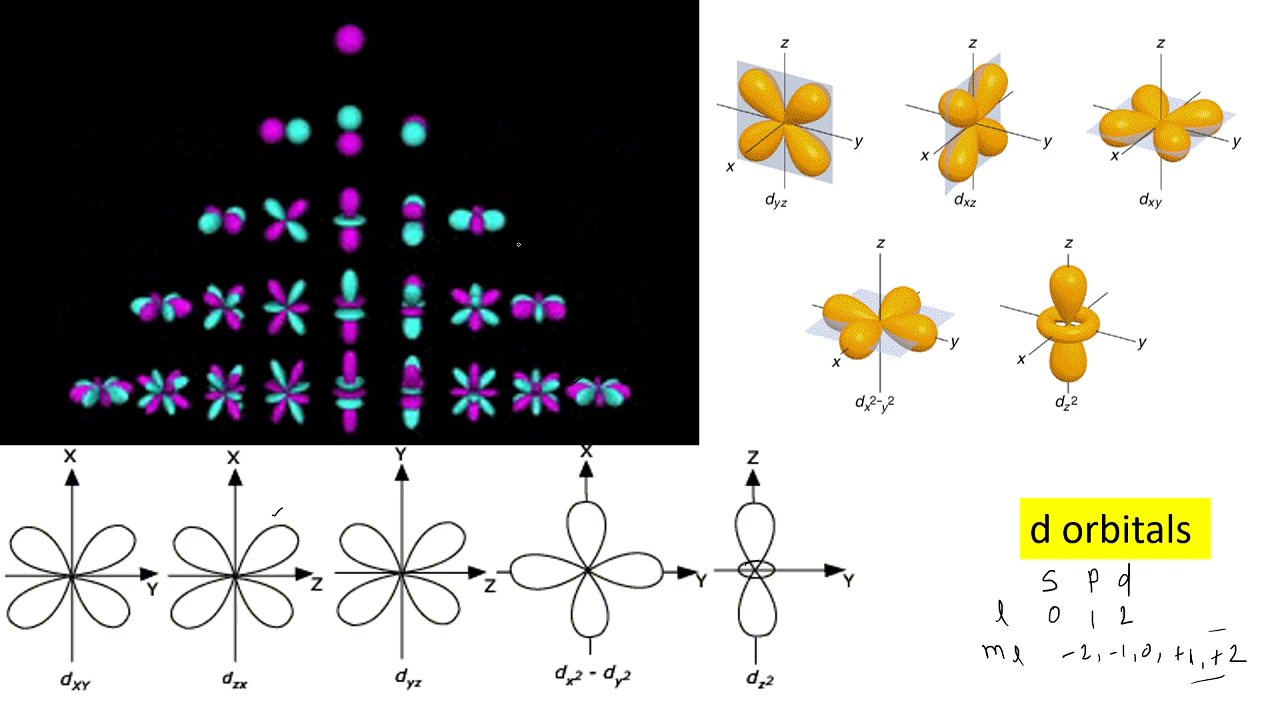 z z z
y y y
x x x
dyz dxz dxy
z z
y y
x x
dx²-y² dz²
X X Y X Z
Y Z Z Y Y
dXY dzx dyz dx² - dy² dz²
d orbitals
s p d
l 0 1 2
ml -2, -1, 0, +1, +2